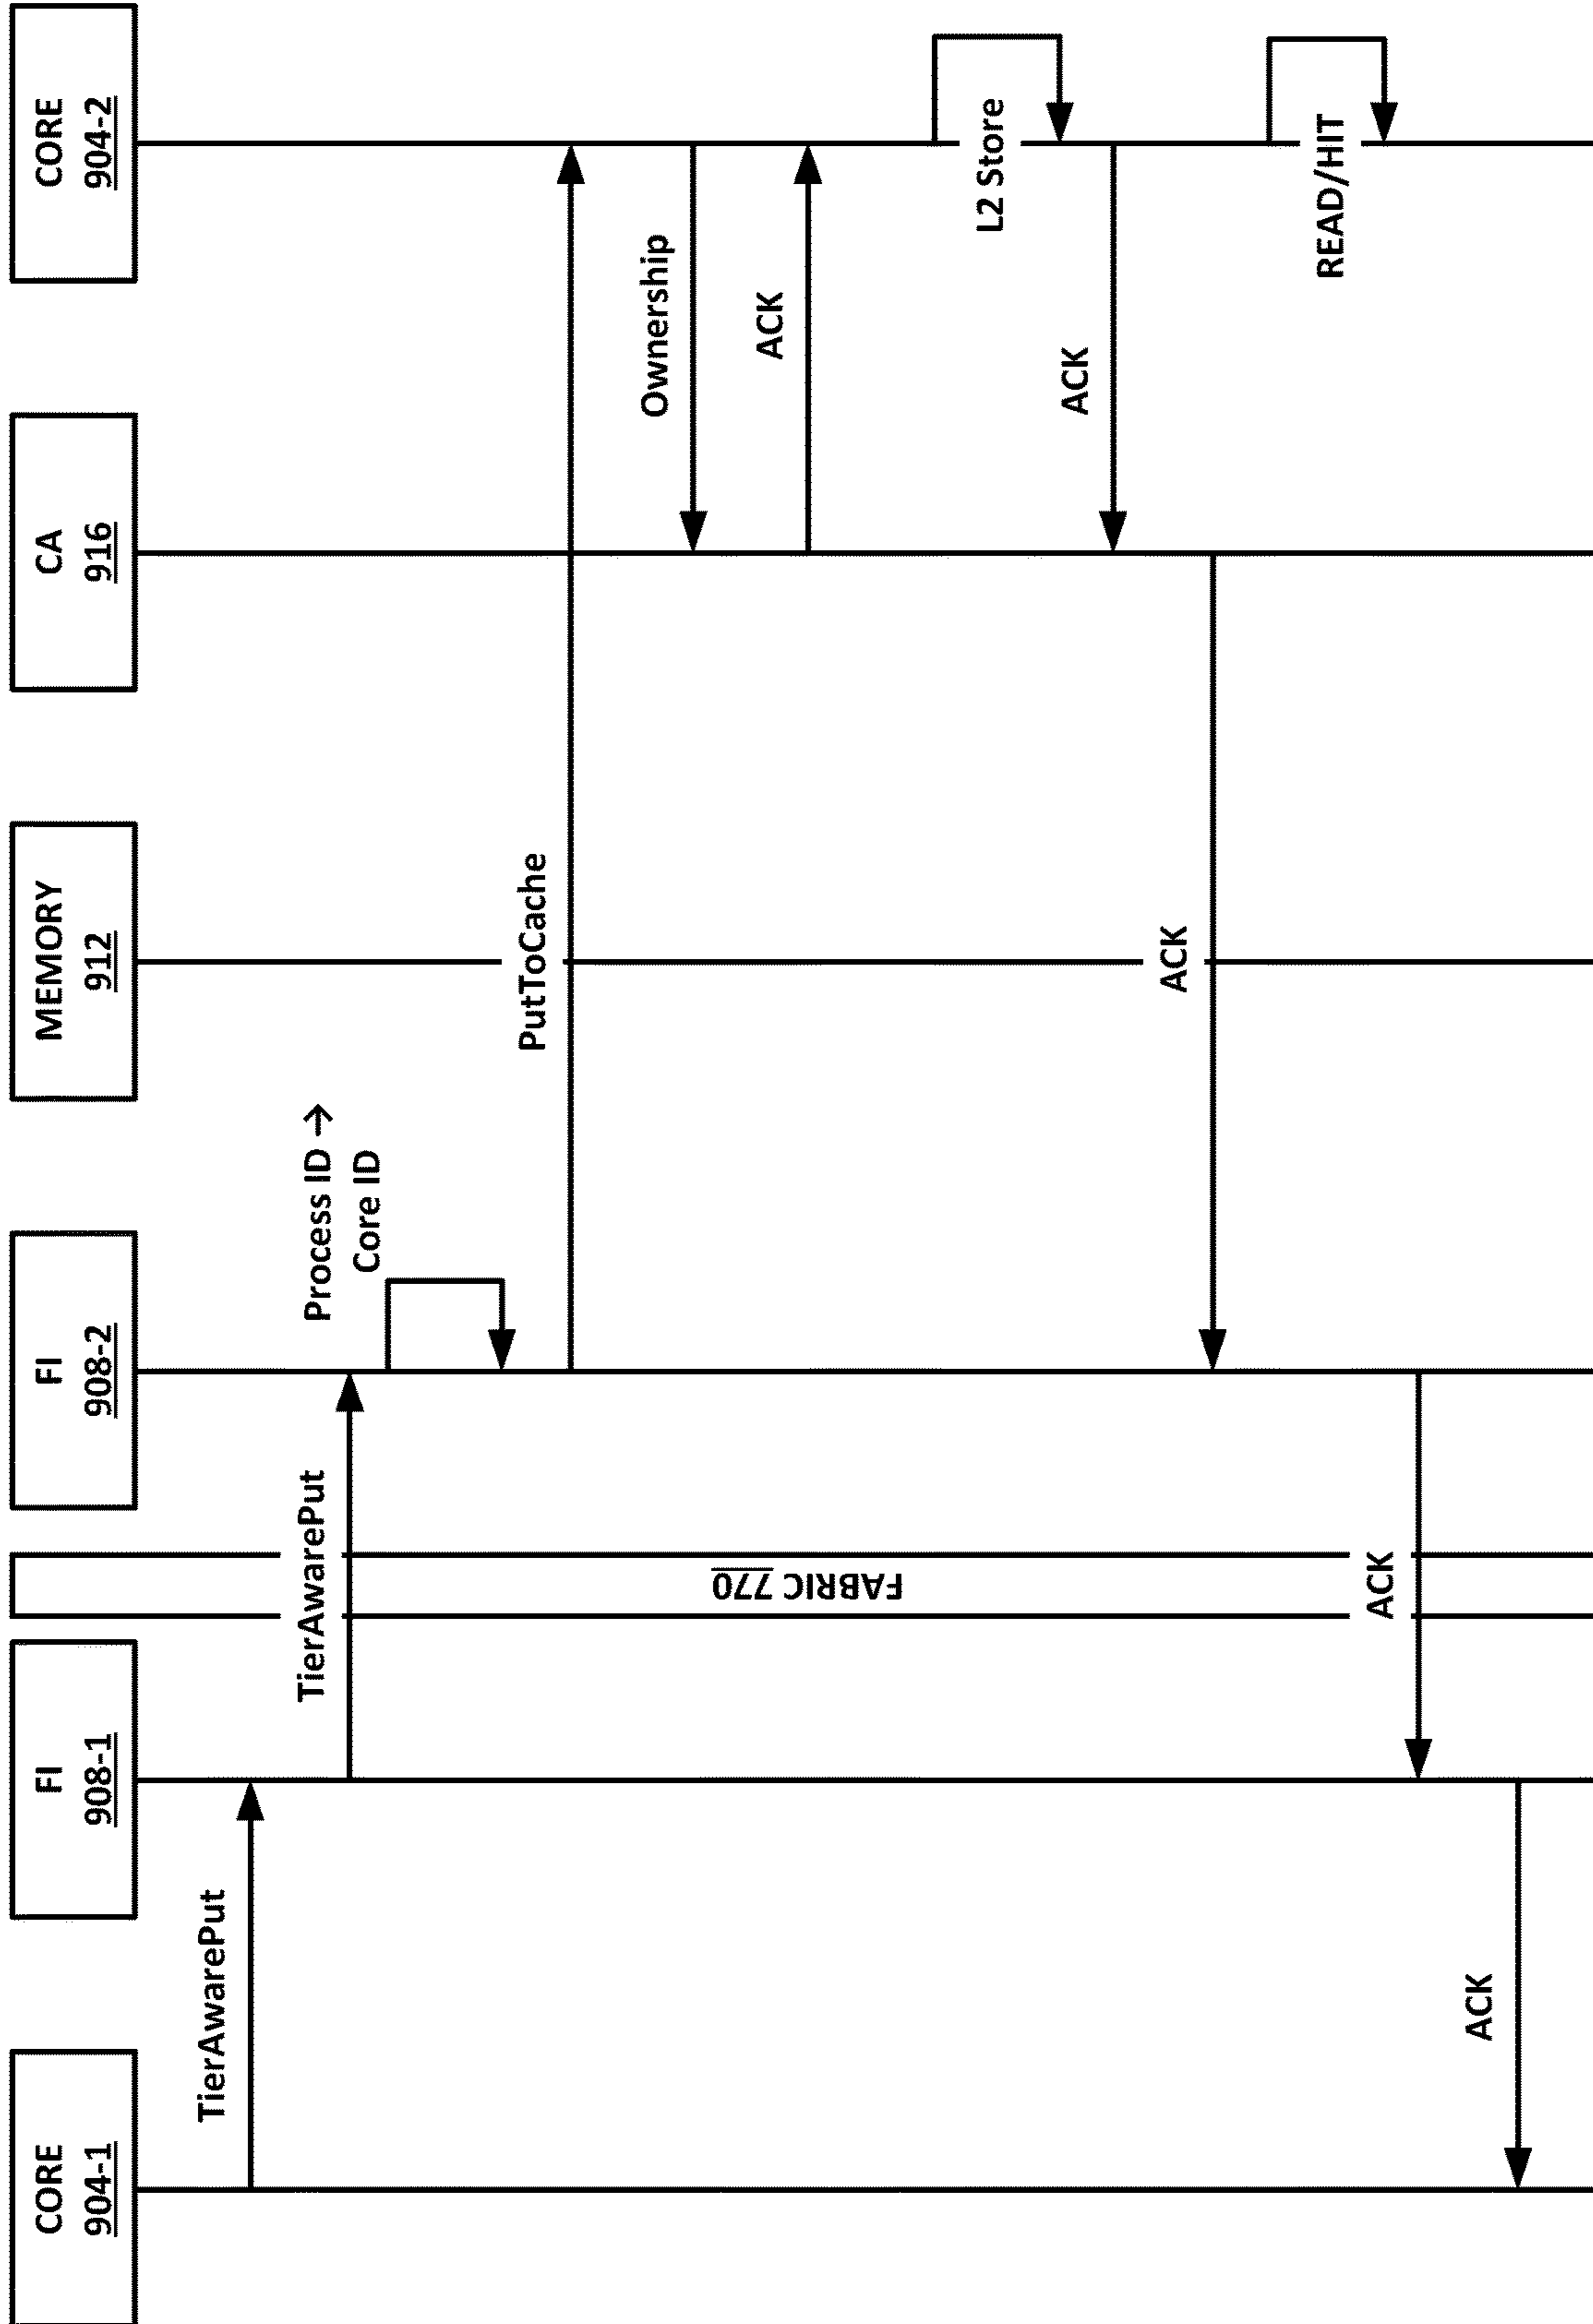 CORE
904-1
FI
908-1
FI
908-2
MEMORY
912
CA
916
CORE
904-2
TierAwarePut
TierAwarePut
Process ID →
Core ID
PutToCache
Ownership
ACK
L2 Store
ACK
ACK
READ/HIT
ACK
ACK
FABRIC 770